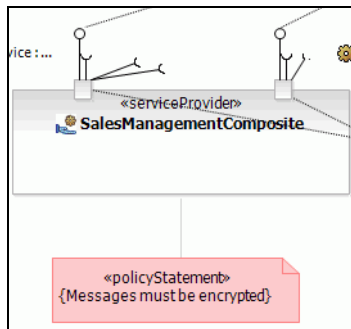 vice :...
«serviceProvider»
SalesManagementComposite
«policyStatement»
{Messages must be encrypted}